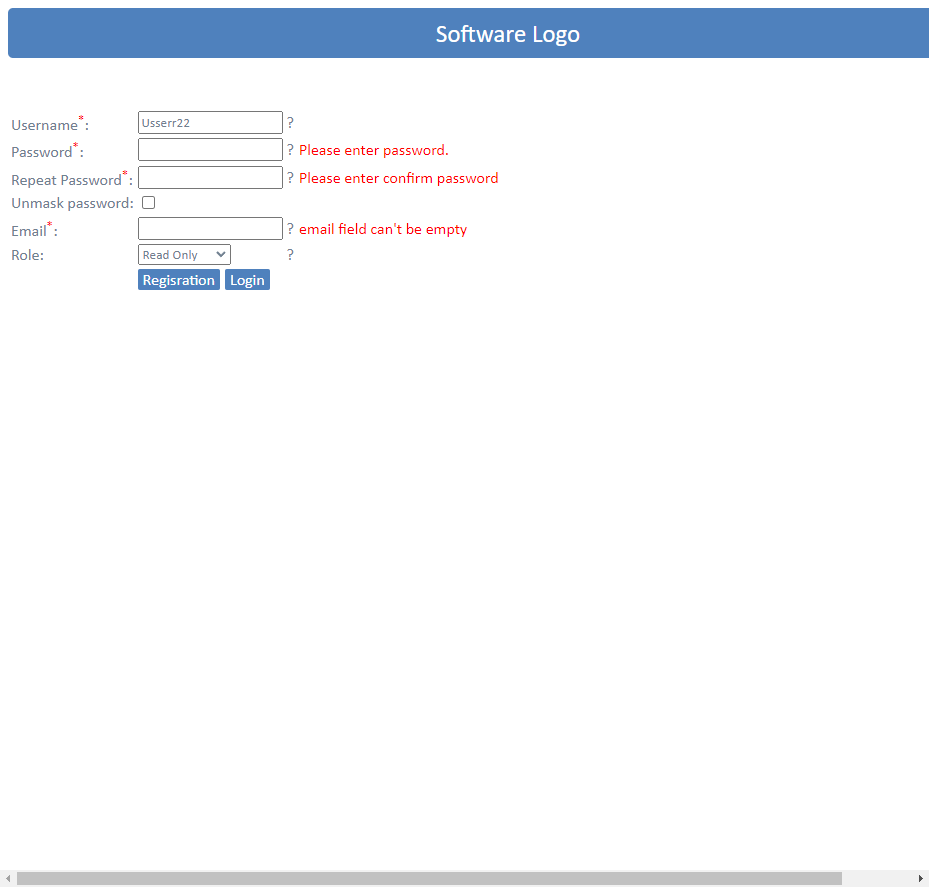 Software Logo
Username*: Usserr22 ?
Password*: ? Please enter password.
Repeat Password*: ? Please enter confirm password
Unmask password:
Email*: ? email field can't be empty
Role: Read Only ?
Regisration Login